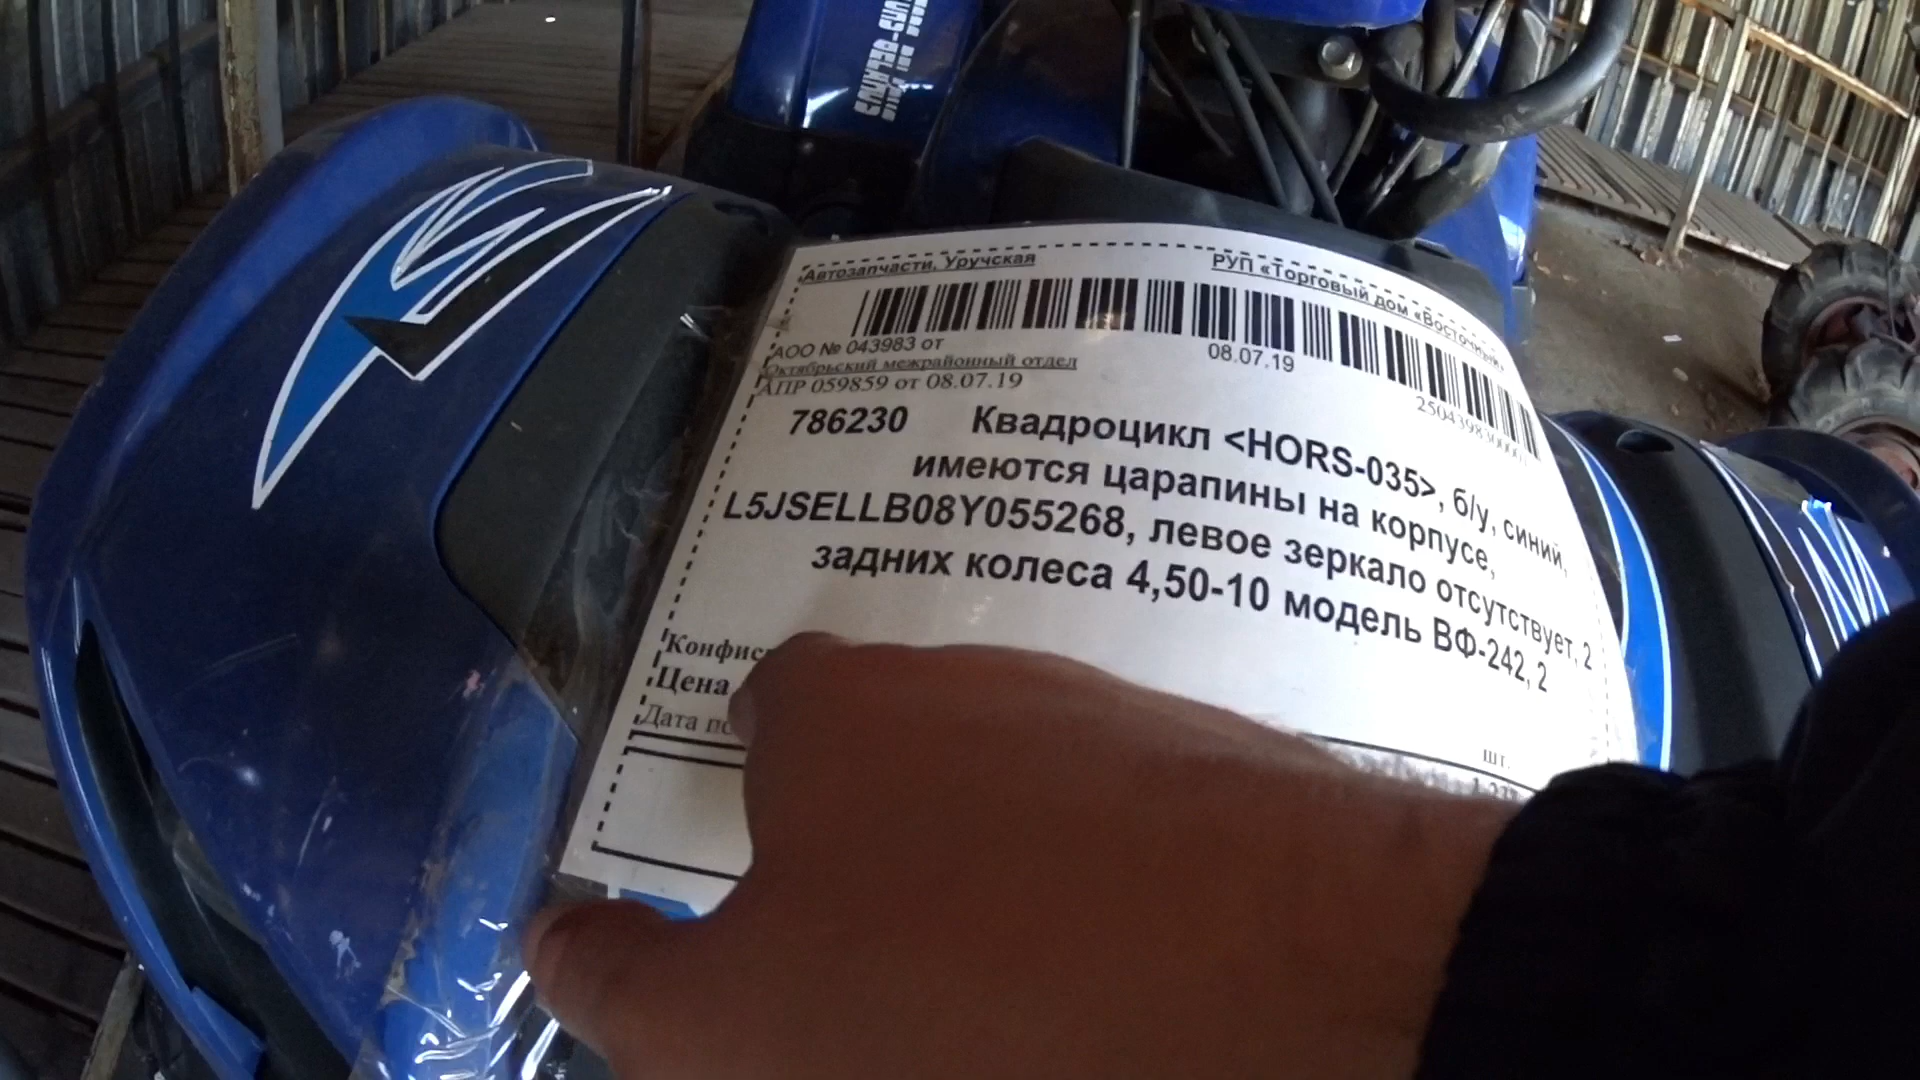 Автозапчасти, Уручская
РУП «Торговый дом «Восточный»
АОО № 043983 от
08.07.19
Октябрьский межрайонный отдел
АПР 059859 от 08.07.19
786230 Квадроцикл <HORS-035>, б/у, синий,
имеются царапины на корпусе,
L5JSELLB08Y055268, левое зеркало отсутствует, 2
задних колеса 4,50-10 модель ВФ-242, 2
Цена
Дата
шт.